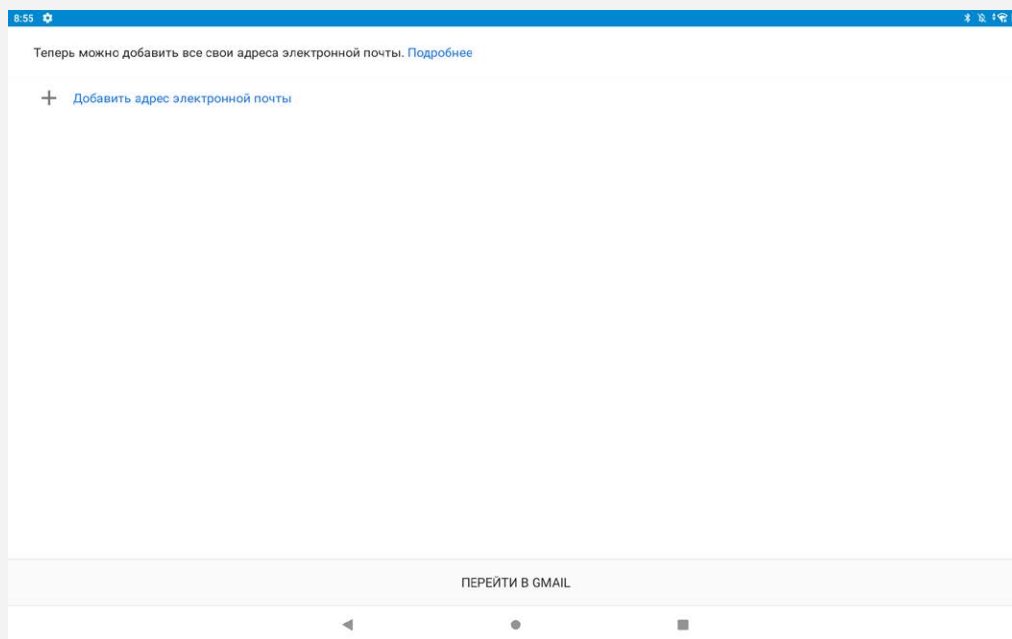 8:55
Теперь можно добавить все свои адреса электронной почты. Подробнее
Добавить адрес электронной почты
ПЕРЕЙТИ В GMAIL